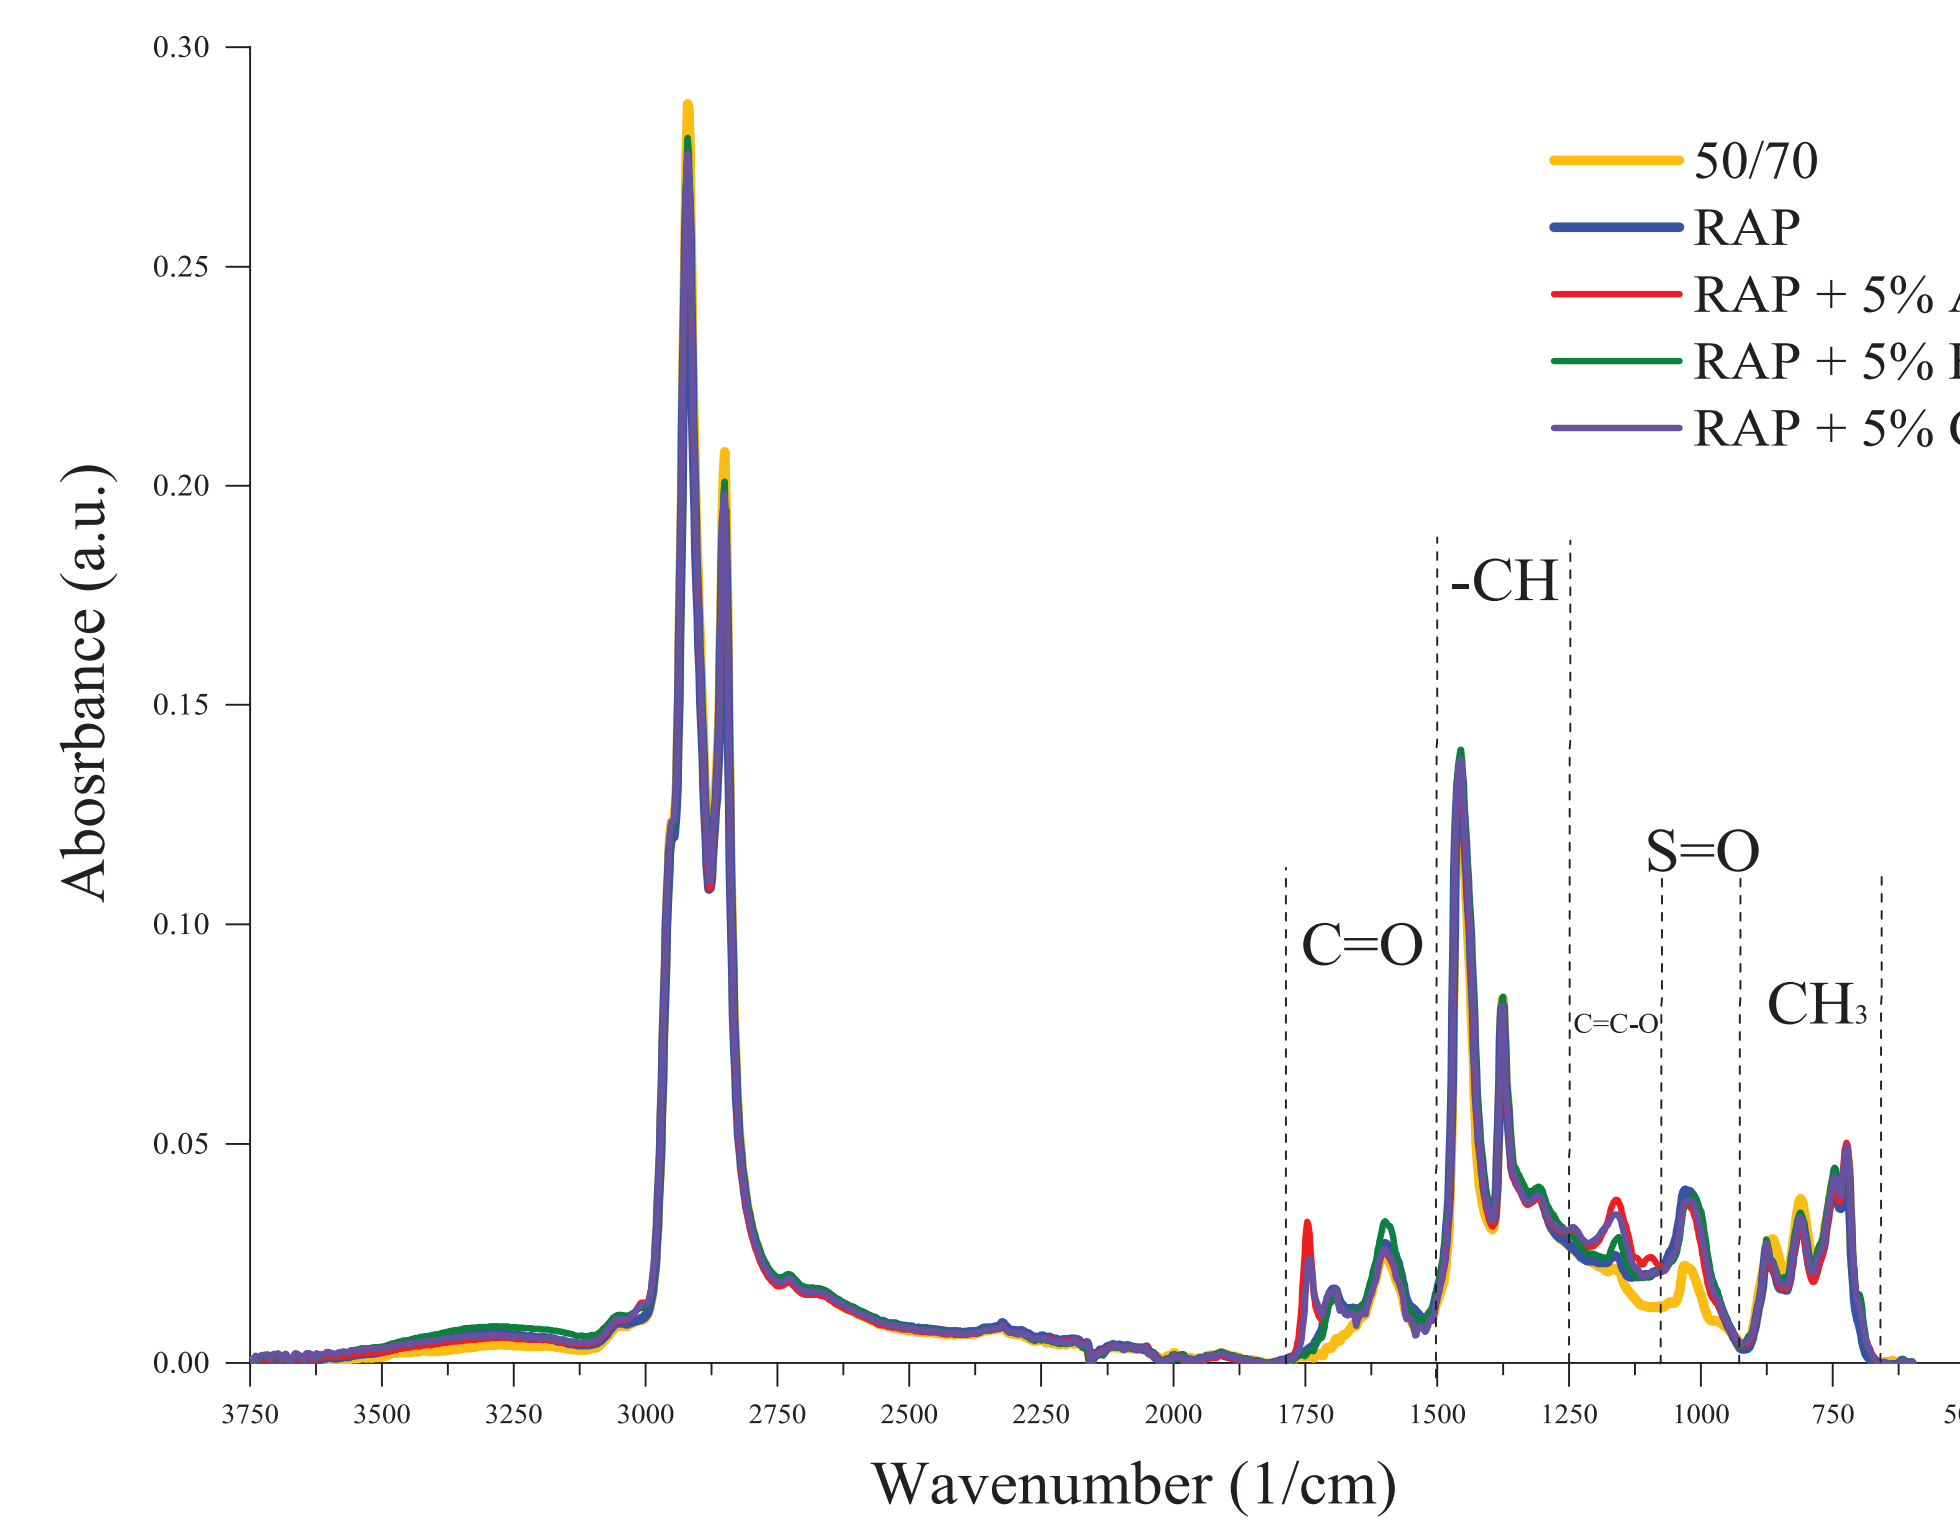 0.30
0.25
0.20
0.15
0.10
0.05
0.00
Abosrbance (a.u.)
50/70
RAP
RAP + 5% A
RAP + 5%
RAP + 5%
-CH
S=O
C=O
CH₃
C=C-O
3750 3500 3250 3000 2750 2500 2250 2000 1750 1500 1250 1000 750
Wavenumber (1/cm)